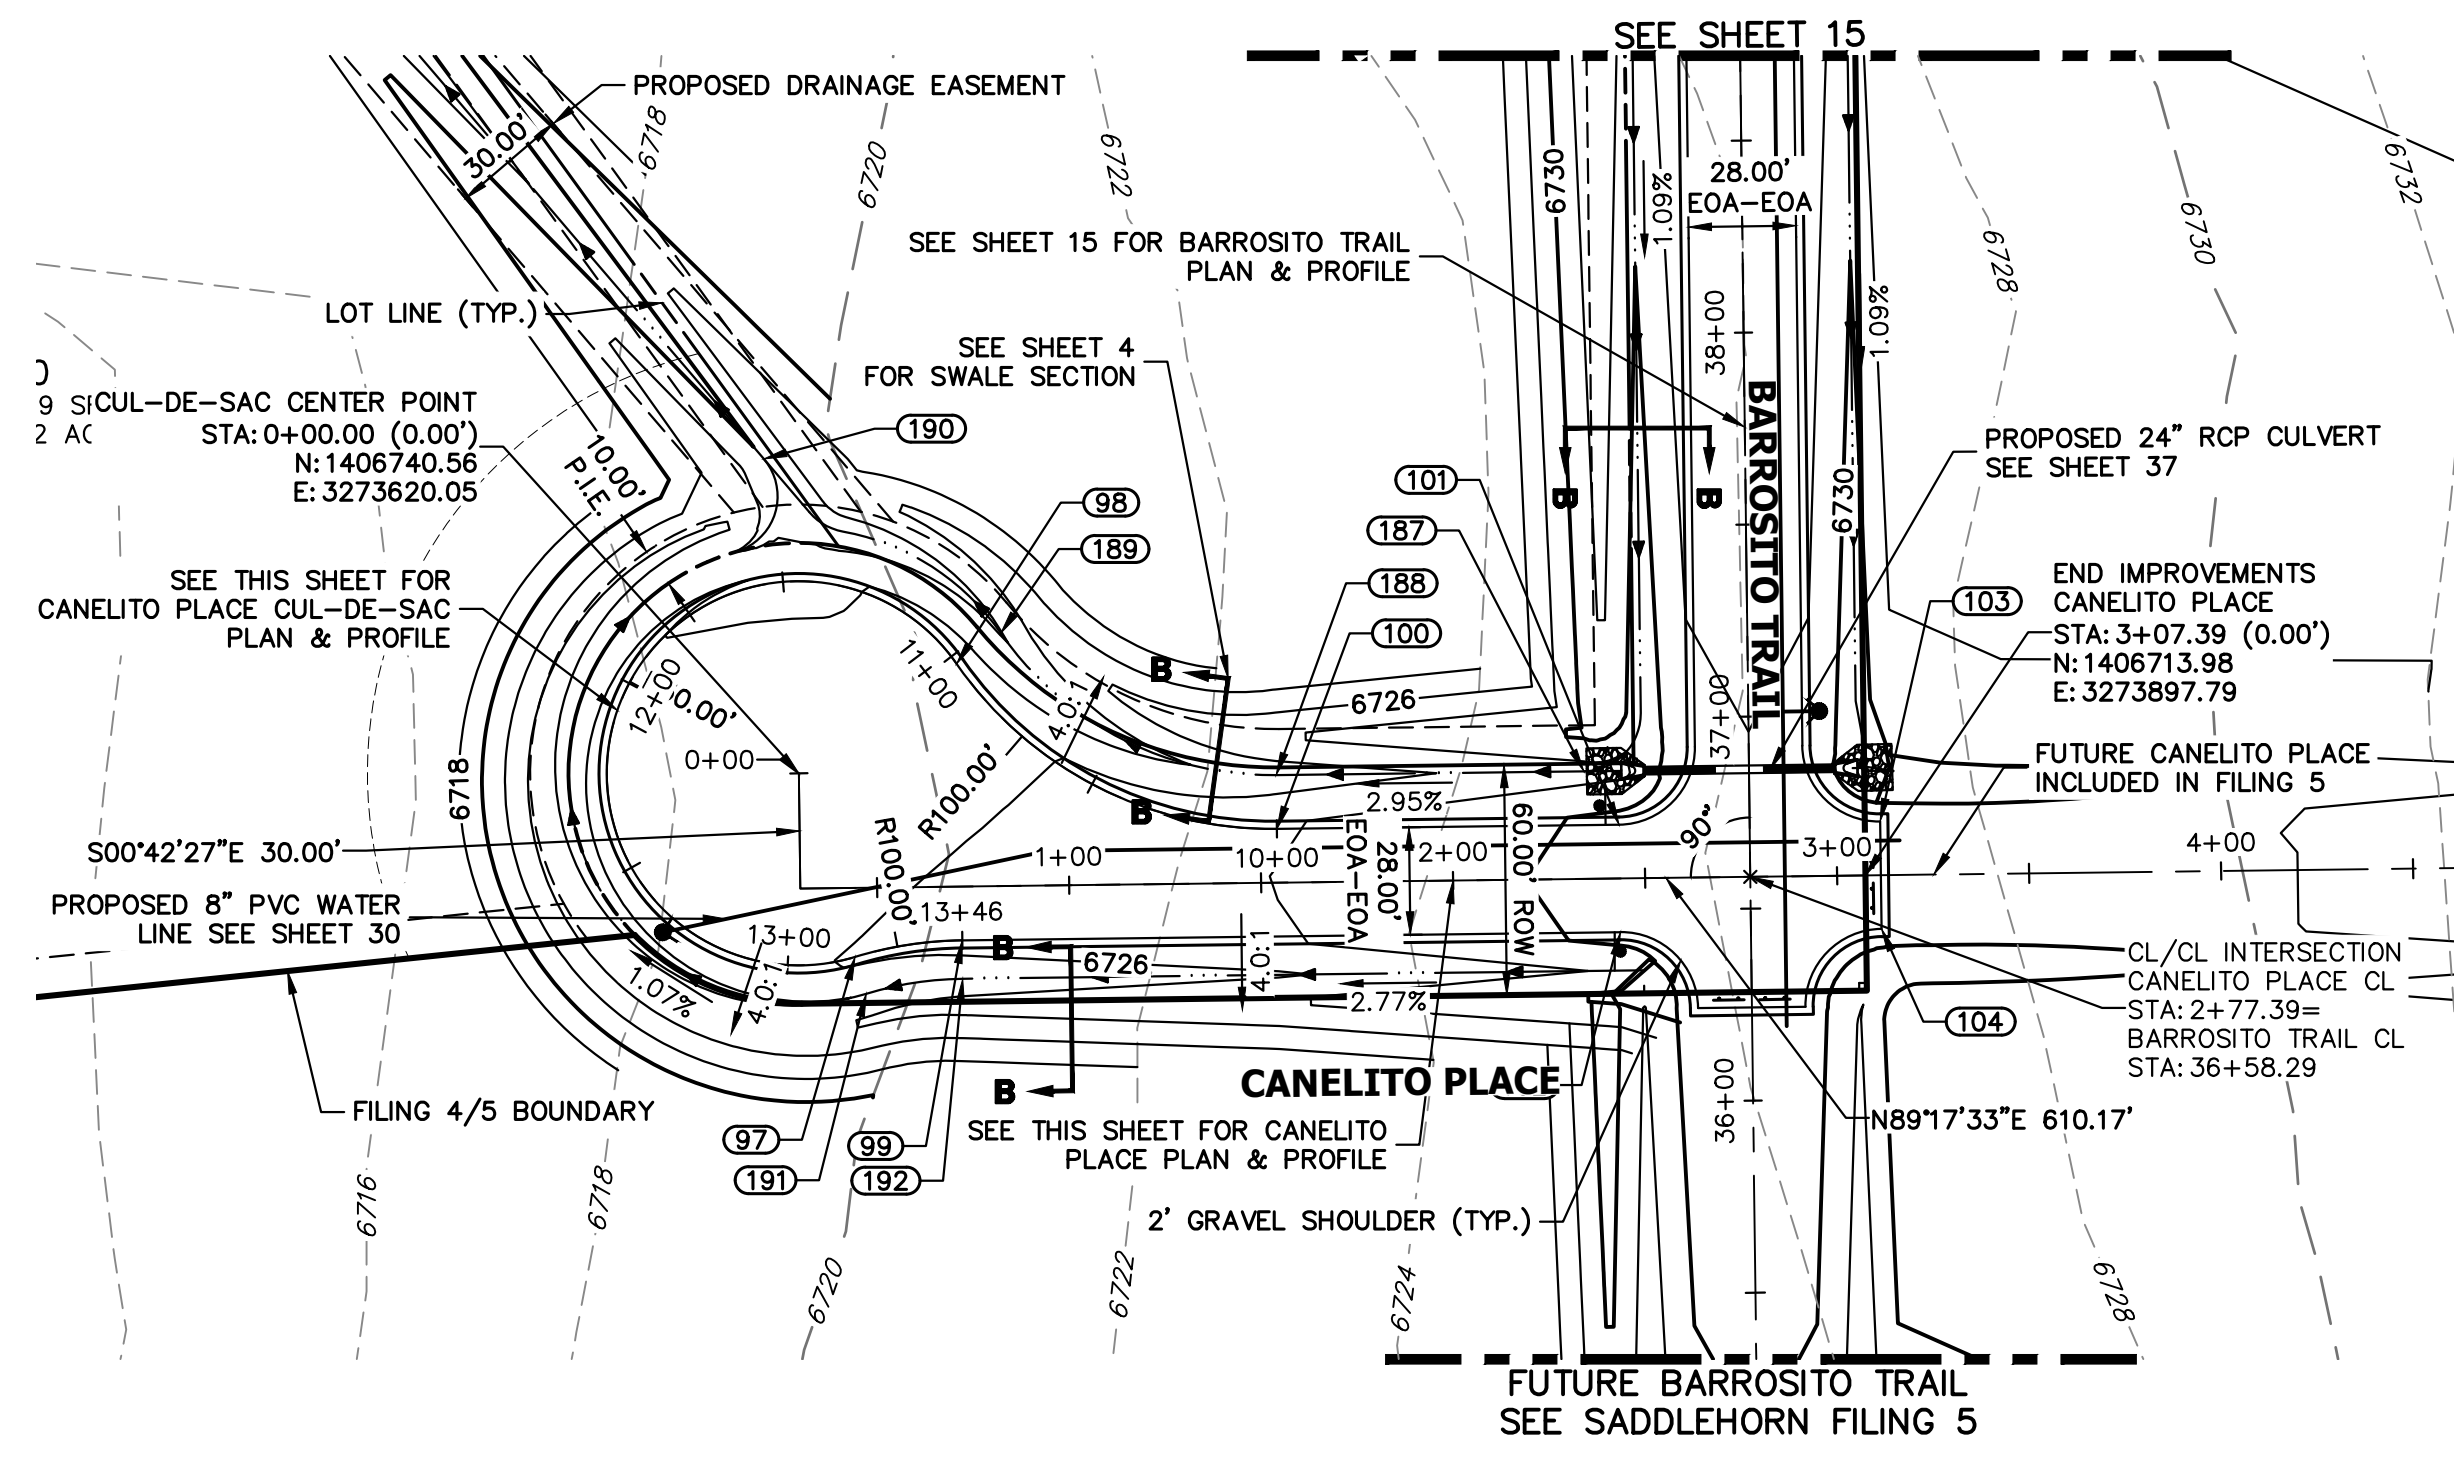 SEE SHEET 15
PROPOSED DRAINAGE EASEMENT
30.00'
6718
6720
6722
6730
1.09%
28.00'
EOA-EOA
6728
6730
6732
SEE SHEET 15 FOR BARROSITO TRAIL
PLAN & PROFILE
LOT LINE (TYP.)
38+00
1.09%
SEE SHEET 4
FOR SWALE SECTION
CUL-DE-SAC CENTER POINT
STA: 0+00.00 (0.00')
N: 1406740.56
E: 3273620.05
10.00'
P.I.E.
190
98
189
101
187
188
100
B
B
BARROSITO TRAIL
6730
PROPOSED 24" RCP CULVERT
SEE SHEET 37
SEE THIS SHEET FOR
CANELITO PLACE CUL-DE-SAC
PLAN & PROFILE
103
END IMPROVEMENTS
CANELITO PLACE
STA: 3+07.39 (0.00')
N: 1406713.98
E: 3273897.79
11+00
12+00
0.00'
B
6726
4.0:1
37+00
0+00
6718
R100.00'
R100.00'
B
2.95%
FUTURE CANELITO PLACE
INCLUDED IN FILING 5
S00°42'27"E 30.00'
1+00
10+00
EOA-EOA
28.00'
2+00
60.00' ROW
90°
3+00
4+00
PROPOSED 8" PVC WATER
LINE SEE SHEET 30
13+46
13+00
B
6726
4.0:1
2.77%
1.07%
4.0:1
CL/CL INTERSECTION
CANELITO PLACE CL
STA: 2+77.39=
BARROSITO TRAIL CL
STA: 36+58.29
104
FILING 4/5 BOUNDARY
B
CANELITO PLACE
36+00
N89°17'33"E 610.17'
97
99
191
192
SEE THIS SHEET FOR CANELITO
PLACE PLAN & PROFILE
2' GRAVEL SHOULDER (TYP.)
6716
6718
6720
6722
6724
6728
FUTURE BARROSITO TRAIL
SEE SADDLEHORN FILING 5